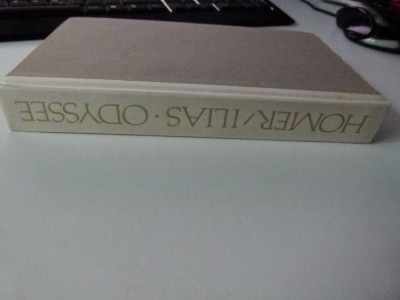 HOMER / ILIAS · ODYSSEE